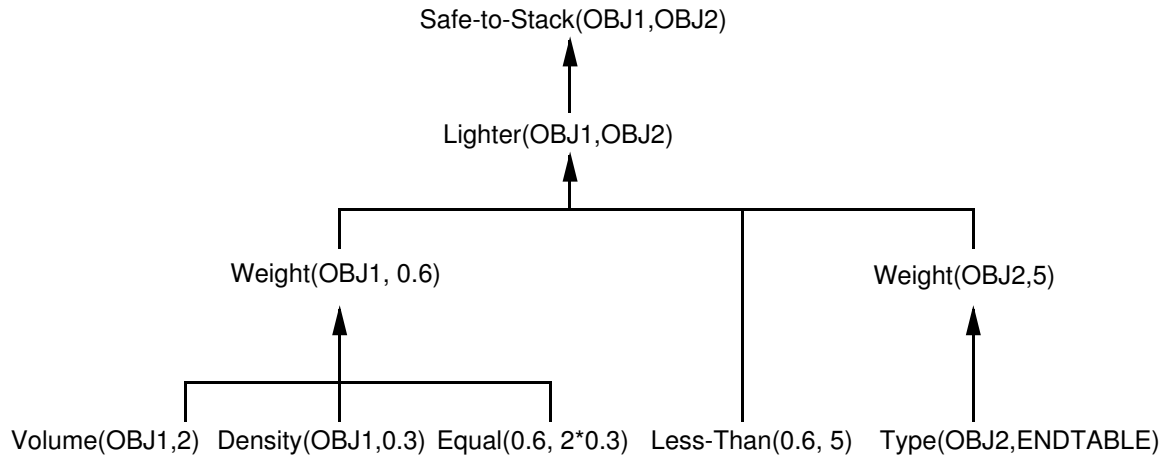 Safe-to-Stack(OBJ1,OBJ2)
Lighter(OBJ1,OBJ2)
Weight(OBJ1, 0.6)
Weight(OBJ2,5)
Volume(OBJ1,2)
Density(OBJ1,0.3)
Equal(0.6, 2*0.3)
Less-Than(0.6, 5)
Type(OBJ2,ENDTABLE)